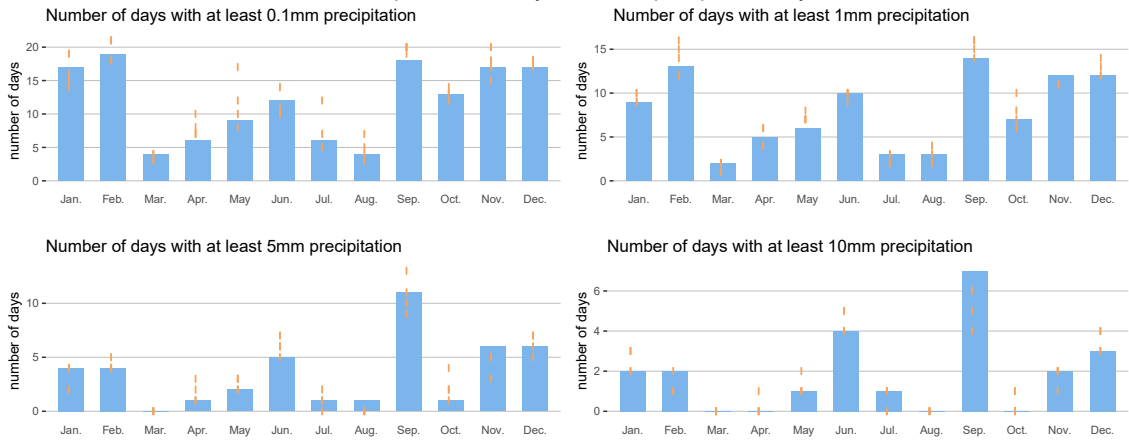 Number of days with at least 0.1mm precipitation
number of days
20
15
10
5
0
Jan. Feb. Mar. Apr. May Jun. Jul. Aug. Sep. Oct. Nov. Dec.
Number of days with at least 1mm precipitation
number of days
15
10
5
0
Jan. Feb. Mar. Apr. May Jun. Jul. Aug. Sep. Oct. Nov. Dec.
Number of days with at least 5mm precipitation
number of days
10
5
0
Jan. Feb. Mar. Apr. May Jun. Jul. Aug. Sep. Oct. Nov. Dec.
Number of days with at least 10mm precipitation
number of days
6
4
2
0
Jan. Feb. Mar. Apr. May Jun. Jul. Aug. Sep. Oct. Nov. Dec.